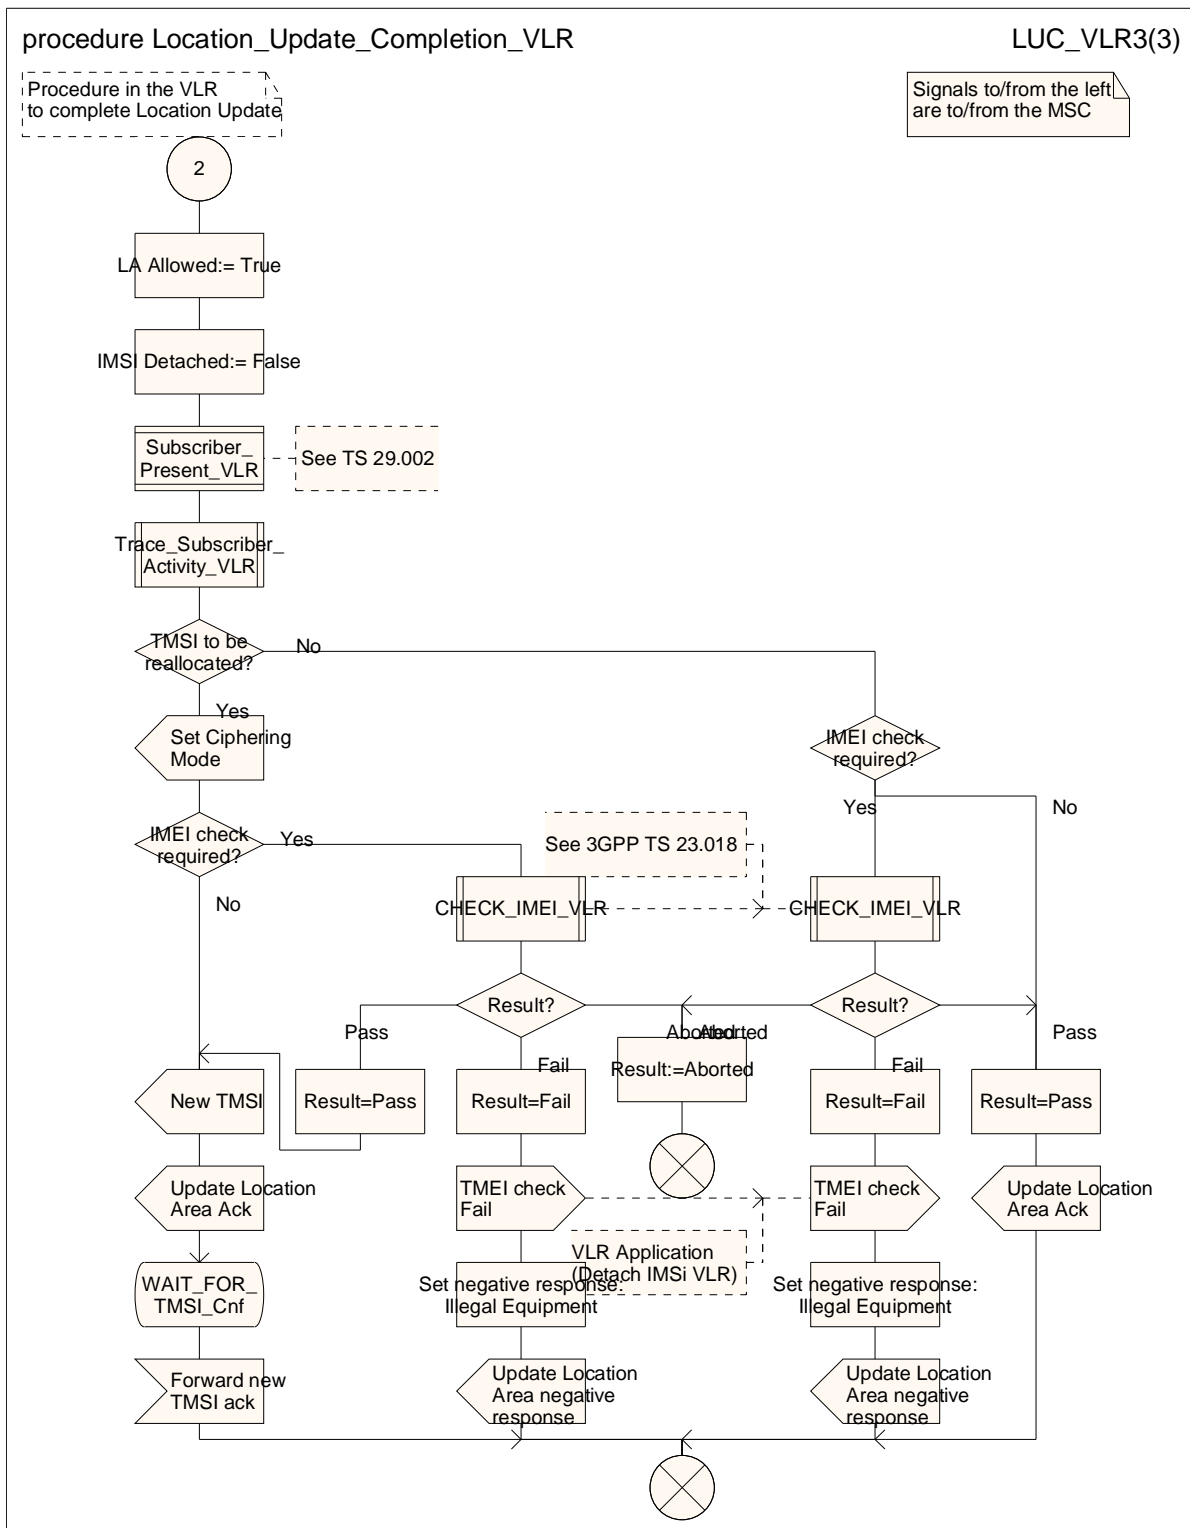 procedure Location_Update_Completion_VLR
LUC_VLR3(3)
Procedure in the VLR
to complete Location Update
Signals to/from the left
are to/from the MSC
2
LA Allowed:= True
IMSI Detached:= False
Subscriber_
Present_VLR
See TS 29.002
Trace_Subscriber_
Activity_VLR
TMSI to be
reallocated?
No
Yes
Set Ciphering
Mode
IMEI check
required?
Yes
No
IMEI check
required?
Yes
See 3GPP TS 23.018
No
CHECK_IMEI_VLR
CHECK_IMEI_VLR
Result?
Result?
Pass
Aborted
Aborted
Pass
Fail
Fail
Result:=Aborted
New TMSI
Result=Pass
Result=Fail
Result=Fail
Result=Pass
Update Location
Area Ack
TMEI check
Fail
TMEI check
Fail
Update Location
Area Ack
VLR Application
(Detach IMSi VLR)
WAIT_FOR_
TMSI_Cnf
Set negative response:
Illegal Equipment
Set negative response:
Illegal Equipment
Forward new
TMSI ack
Update Location
Area negative
response
Update Location
Area negative
response